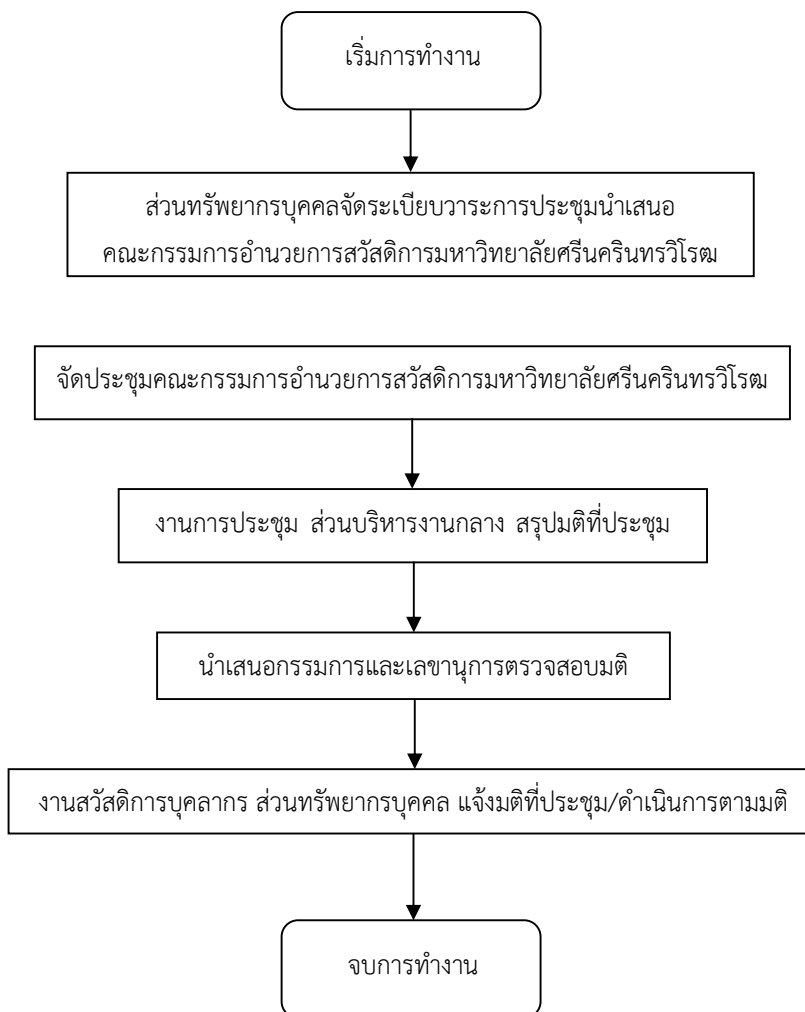 เริ่มการทำงาน
ส่วนทรัพยากรบุคคลจัดระเบียบวาระการประชุมนำเสนอ
คณะกรรมการอำนวยการสวัสดิการมหาวิทยาลัยศรีนครินทรวิโรฒ
จัดประชุมคณะกรรมการอำนวยการสวัสดิการมหาวิทยาลัยศรีนครินทรวิโรฒ
งานการประชุม ส่วนบริหารงานกลาง สรุปมติที่ประชุม
นำเสนอกรรมการและเลขานุการตรวจสอบมติ
งานสวัสดิการบุคลากร ส่วนทรัพยากรบุคคล แจ้งมติที่ประชุม/ดำเนินการตามมติ
จบการทำงาน